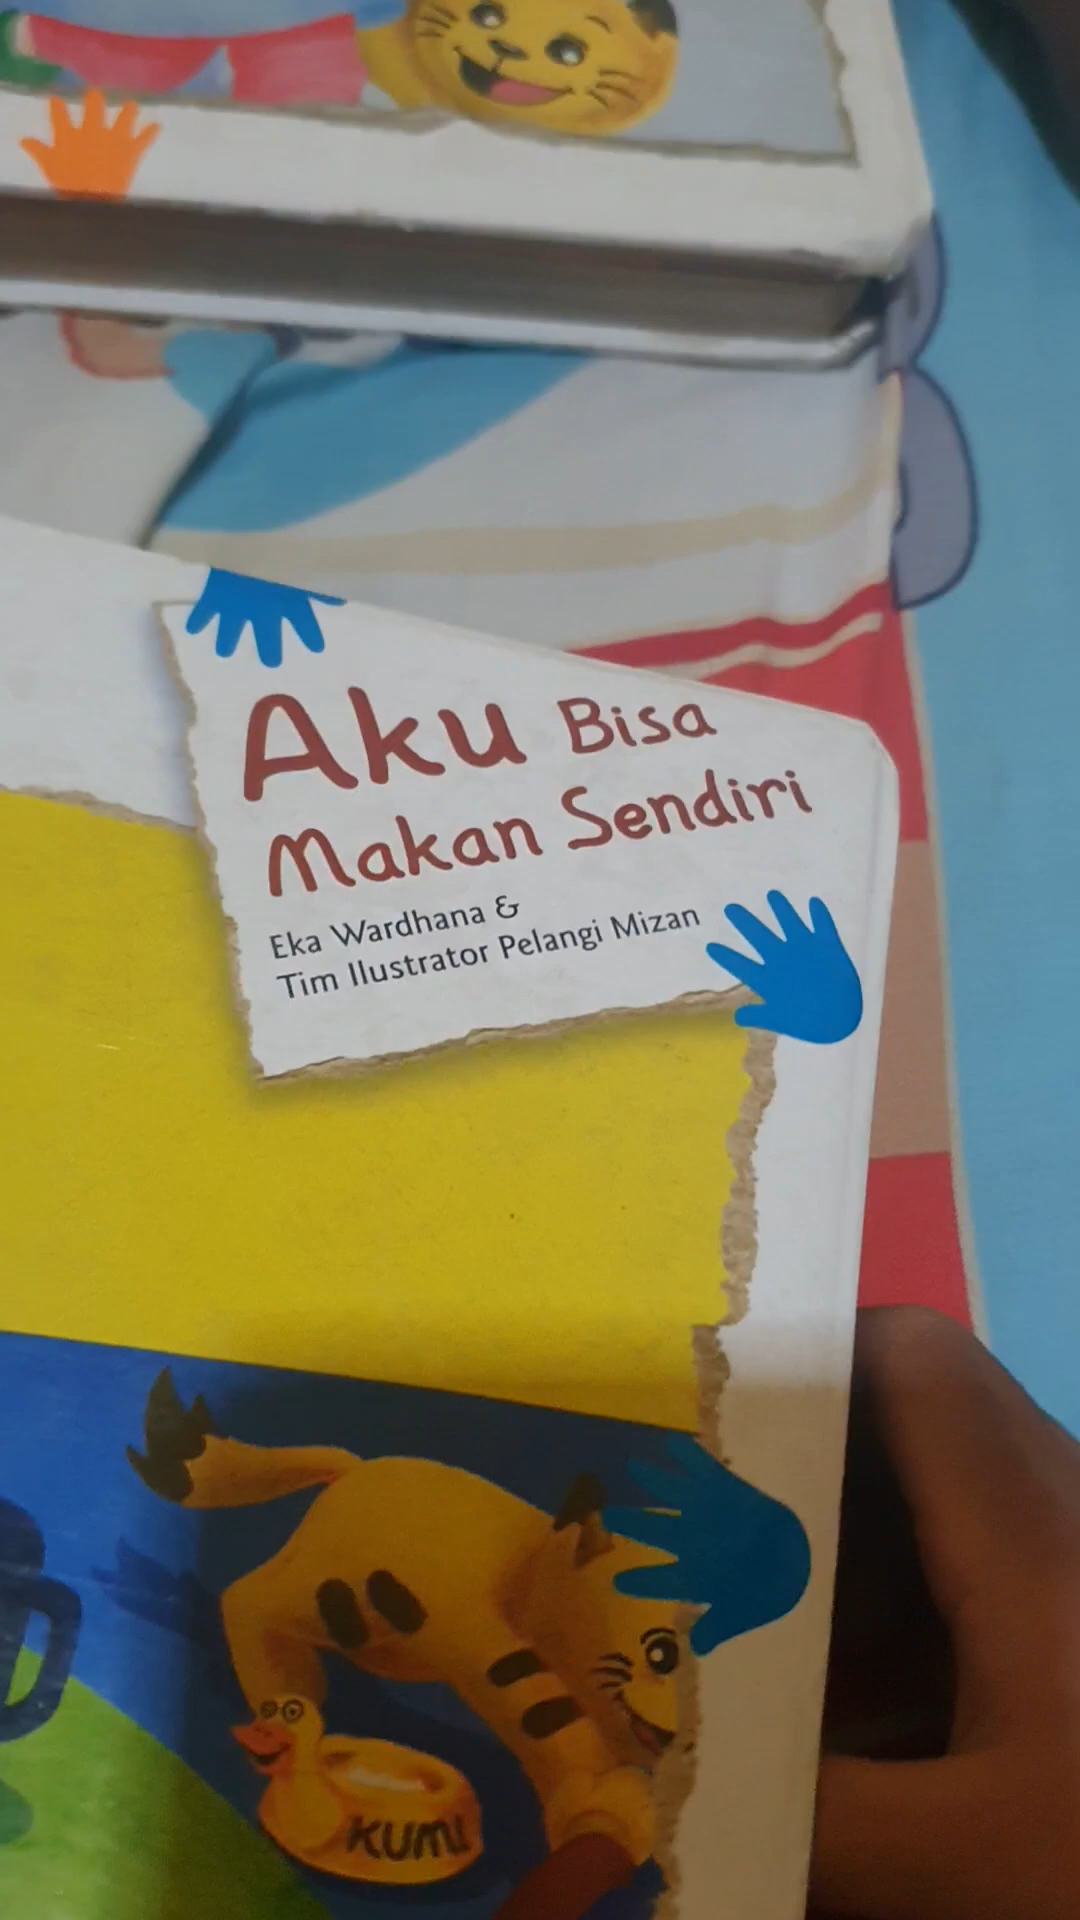 Aku Bisa
Makan Sendiri
Eka Wardhana &
Tim Ilustrator Pelangi Mizan
KUMI